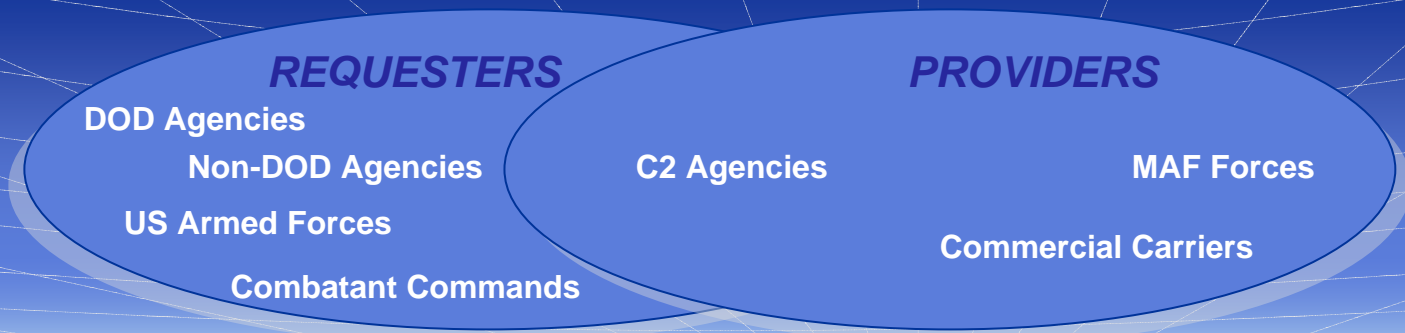 REQUESTERS
DOD Agencies
Non-DOD Agencies
US Armed Forces
Combatant Commands
PROVIDERS
C2 Agencies
MAF Forces
Commercial Carriers